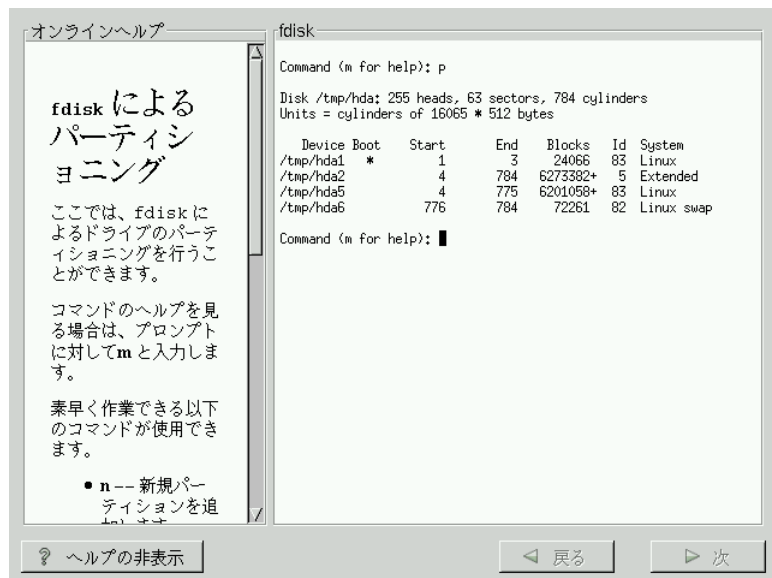 オンラインヘルプ
fdisk による
パーティシ
ョニング
ここでは、fdisk に
よるドライブのパーテ
ィショニングを行うこ
とができます。
コマンドのヘルプを見
る場合は、プロンプト
に対してm と入力しま
す。
素早く作業できる以下
のコマンドが使用でき
ます。
● n -- 新規パー
ティションを追
fdisk
Command (m for help): p
Disk /tmp/hda: 255 heads, 63 sectors, 784 cylinders
Units = cylinders of 16065 * 512 bytes
Device Boot Start End Blocks Id System
/tmp/hda1 * 1 3 24066 83 Linux
/tmp/hda2 4 784 6273382+ 5 Extended
/tmp/hda5 4 775 6201058+ 83 Linux
/tmp/hda6 776 784 72261 82 Linux swap
Command (m for help):
? ヘルプの非表示
戻る
次